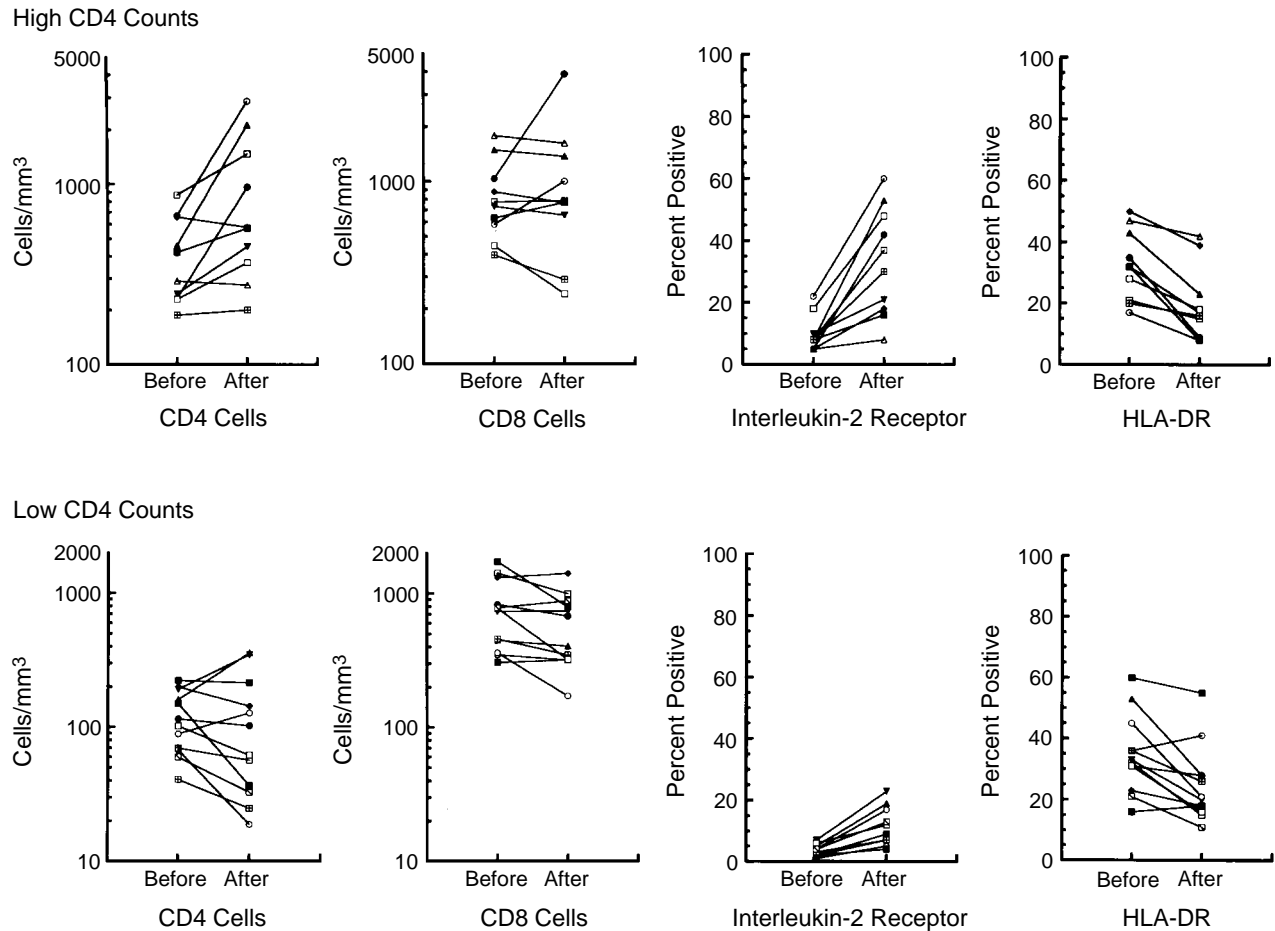 High CD4 Counts
5000
1000
100
Cells/mm³
Before After
CD4 Cells
5000
1000
100
Cells/mm³
Before After
CD8 Cells
100
80
60
40
20
0
Percent Positive
Before After
Interleukin-2 Receptor
100
80
60
40
20
0
Percent Positive
Before After
HLA-DR
Low CD4 Counts
2000
1000
100
10
Cells/mm³
Before After
CD4 Cells
2000
1000
100
10
Cells/mm³
Before After
CD8 Cells
100
80
60
40
20
0
Percent Positive
Before After
Interleukin-2 Receptor
100
80
60
40
20
0
Percent Positive
Before After
HLA-DR